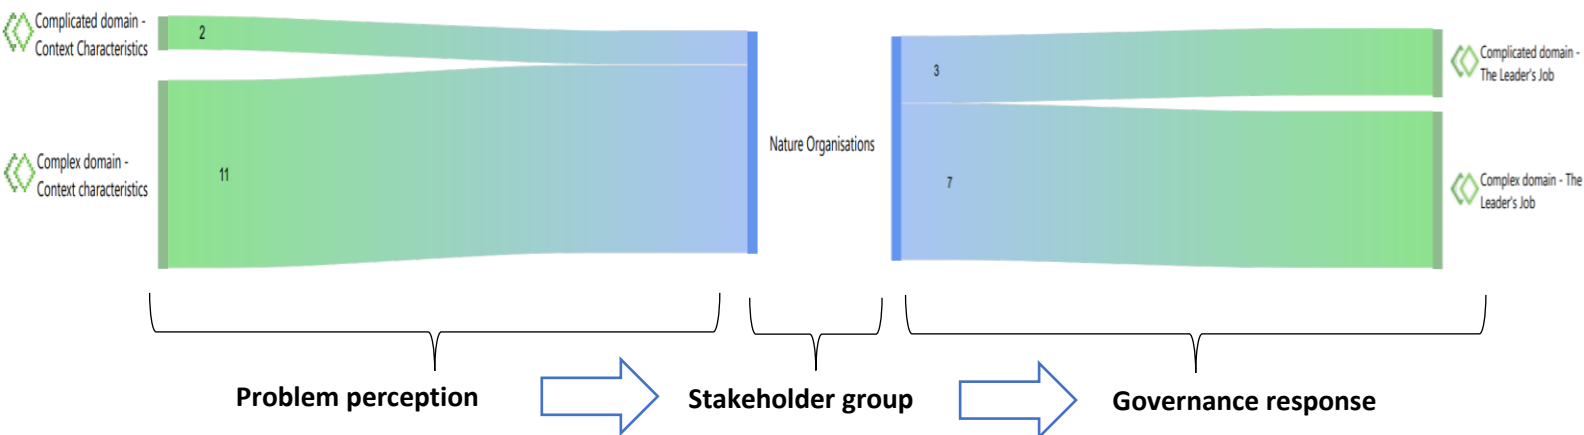 Complicated domain -
Context Characteristics
2
Complex domain -
Context characteristics
11
Nature Organisations
3
Complicated domain -
The Leader's Job
7
Complex domain - The
Leader's Job
Problem perception
Stakeholder group
Governance response